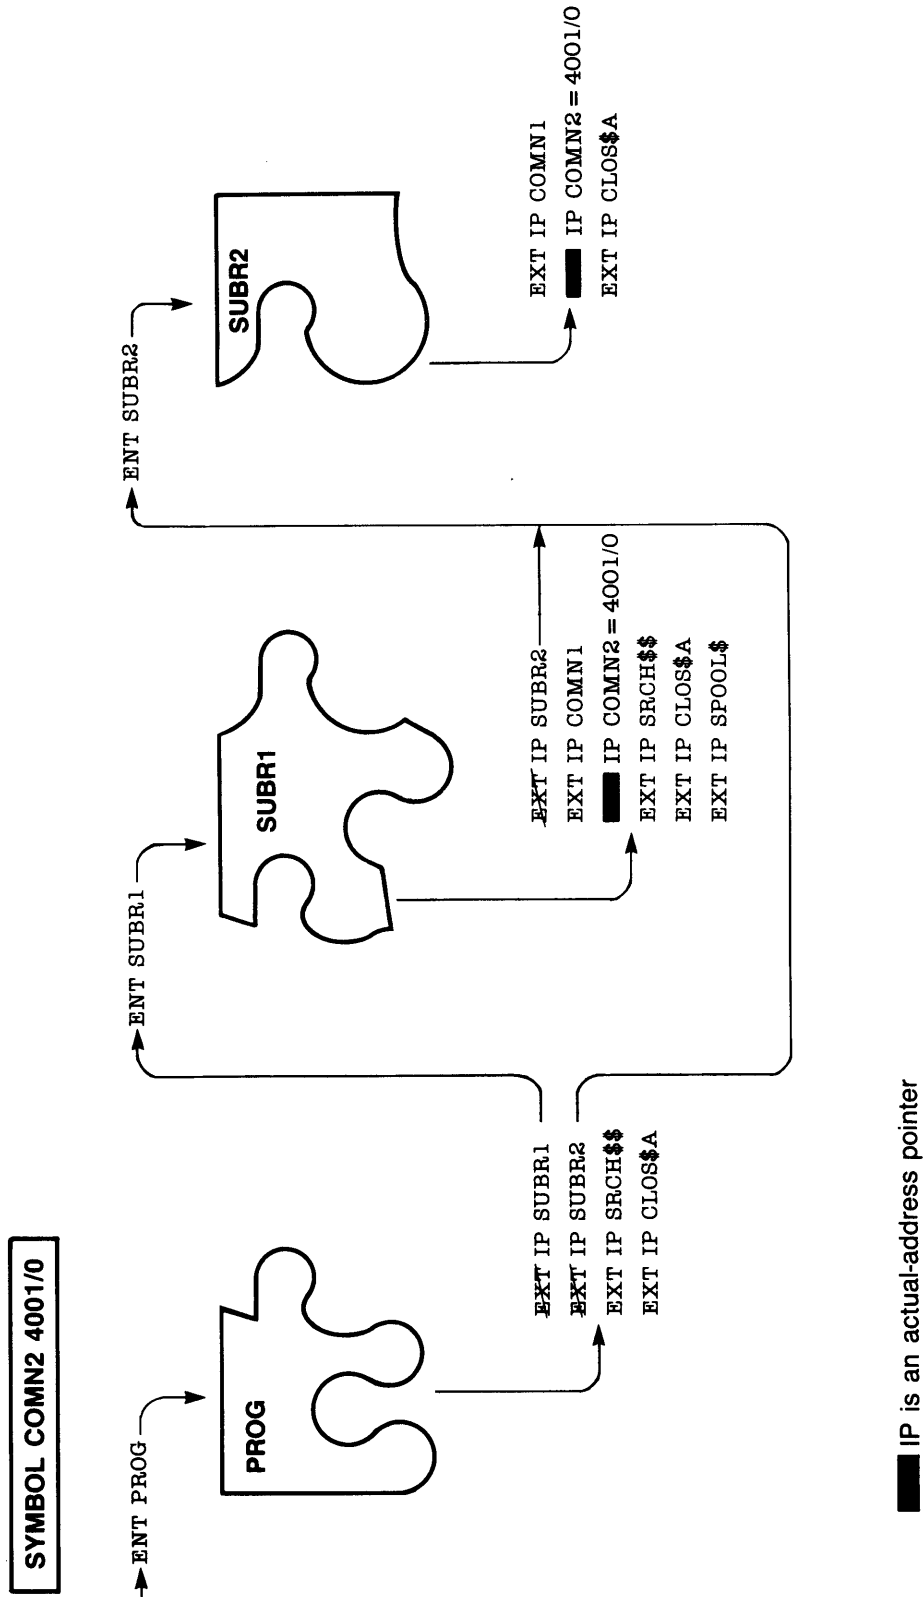 SYMBOL COMN2 4001/0
ENT PROG
PROG
EXT IP SUBR1
EXT IP SUBR2
EXT IP SRCH$$
EXT IP CLOS$A
ENT SUBR1
SUBR1
EXT IP SUBR2
EXT IP COMN1
IP COMN2 = 4001/0
EXT IP SRCH$$
EXT IP CLOS$A
EXT IP SPOOL$
ENT SUBR2
SUBR2
EXT IP COMN1
IP COMN2 = 4001/0
EXT IP CLOS$A
IP is an actual-address pointer